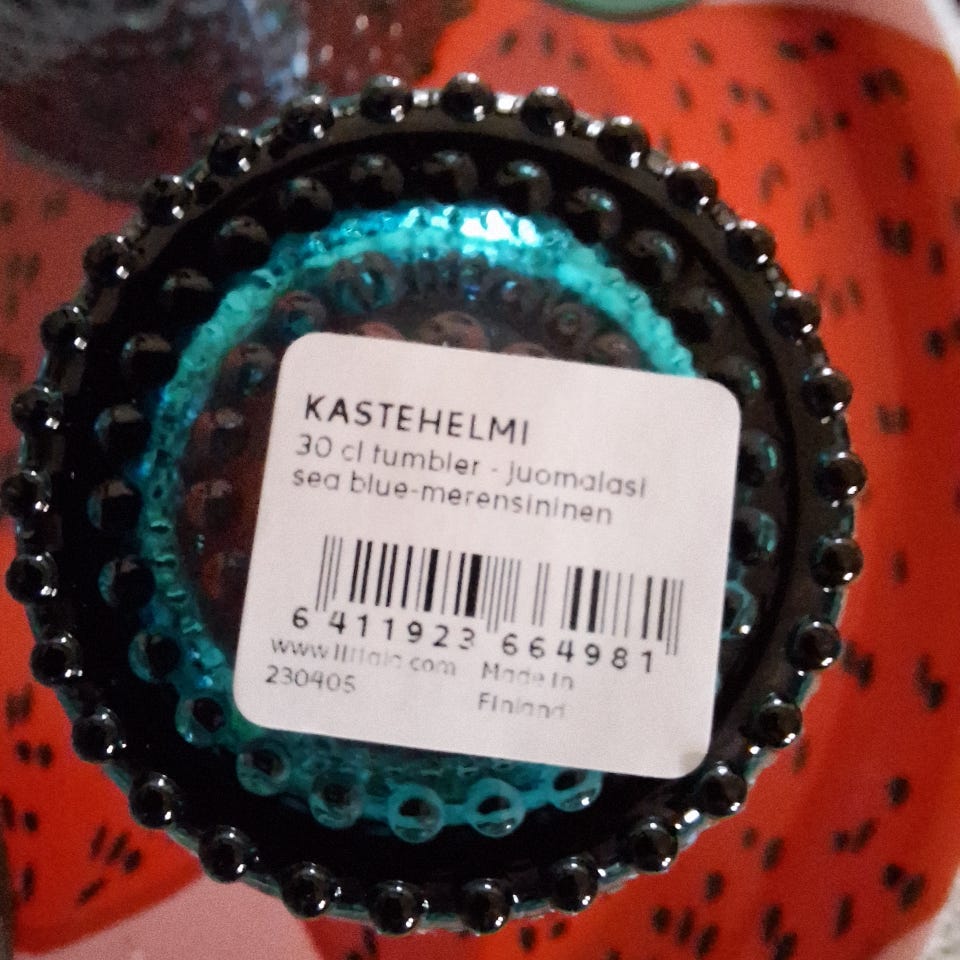 KASTEHELMI
30 cl tumbler - juomalasi
sea blue-merensininen
6 411923 664981
www.iittala.com Made in
230405 Finland